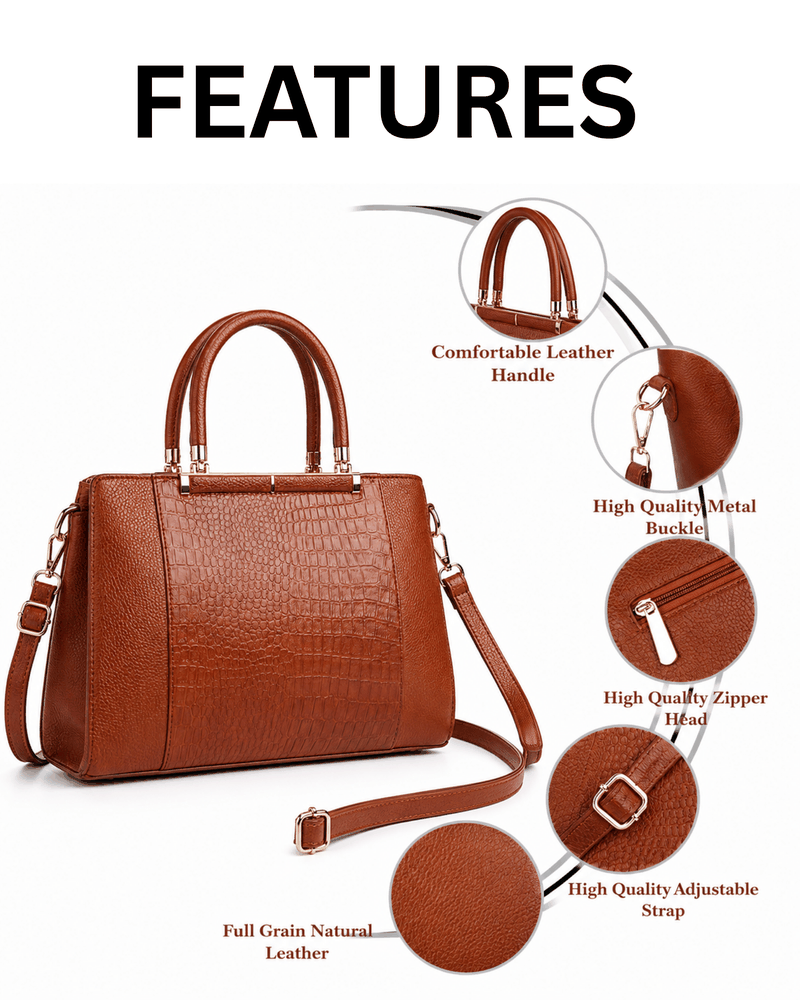 FEATURES
Comfortable Leather
Handle
High Quality Metal
Buckle
High Quality Zipper
Head
High Quality Adjustable
Strap
Full Grain Natural
Leather